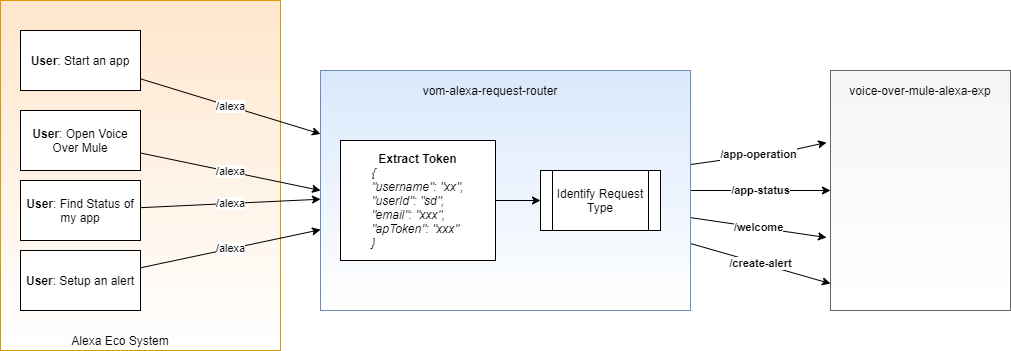 User: Start an app
/alexa
User: Open Voice
Over Mule
/alexa
User: Find Status of
my app
/alexa
User: Setup an alert
/alexa
Alexa Eco System
vom-alexa-request-router
Extract Token
{
"username": "xx",
"userId": "sd",
"email": "xxx",
"apToken": "xxx"
}
Identify Request
Type
/app-operation
/app-status
/welcome
/create-alert
voice-over-mule-alexa-exp